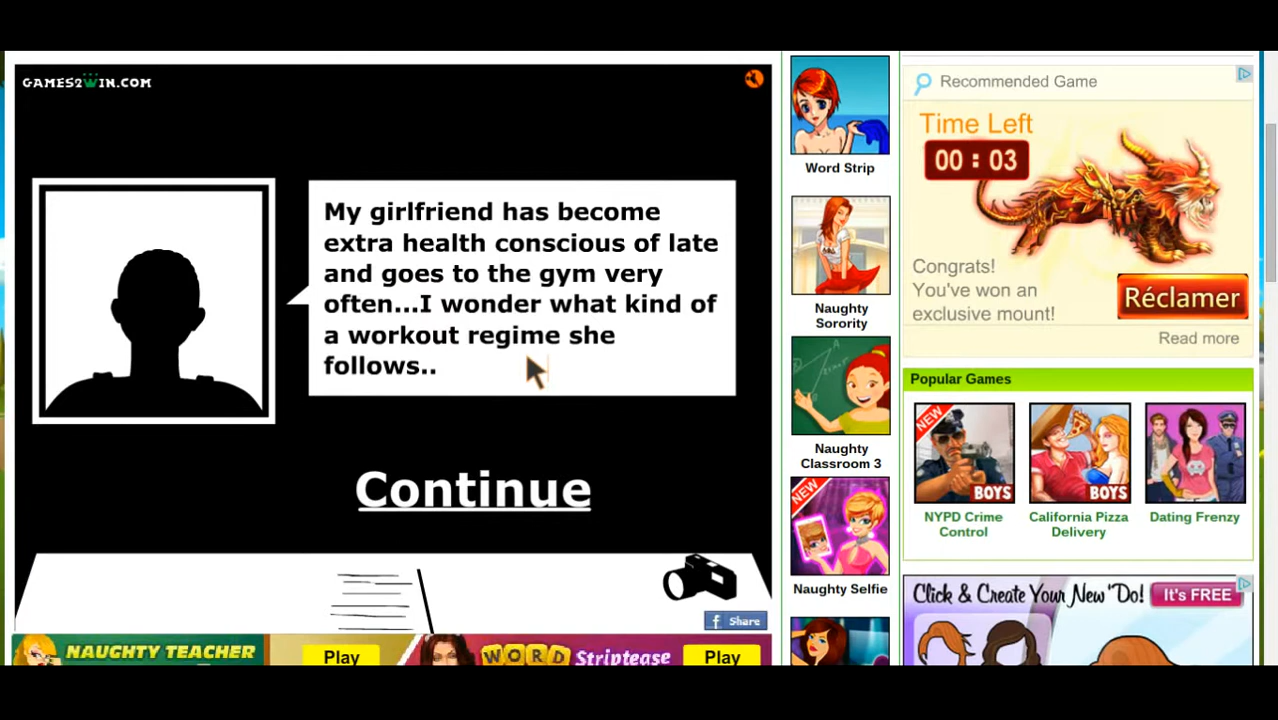 GAMES2WIN.COM
My girlfriend has become
extra health conscious of late
and goes to the gym very
often...I wonder what kind of
a workout regime she
follows..
Continue
Share
NAUGHTY TEACHER
Play
WORD Striptease
Play
Word Strip
Naughty
Sorority
Naughty
Classroom 3
NEW
Naughty Selfie
Recommended Game
Time Left
00 : 03
Congrats!
You've won an
exclusive mount!
Réclamer
Read more
Popular Games
NEW
BOYS
NYPD Crime
Control
BOYS
California Pizza
Delivery
Dating Frenzy
Click & Create Your New 'Do!
It's FREE